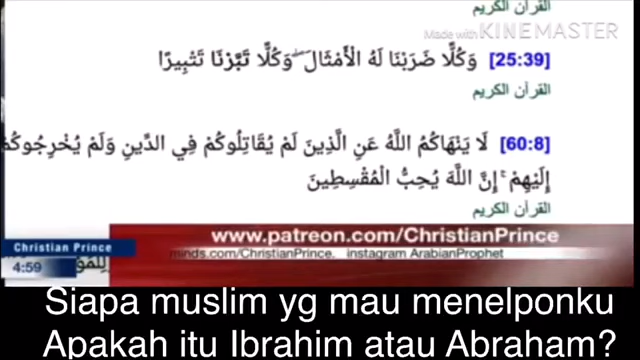 Made with KINEMASTER
[25:39] وَكُلًّا ضَرَبْنَا لَهُ الْأَمْثَالَ ۖ وَكُلًّا تَبَّرْنَا تَتْبِيرًا
القرآن الكريم
[60:8] لَا يَنْهَاكُمُ اللَّهُ عَنِ الَّذِينَ لَمْ يُقَاتِلُوكُمْ فِي الدِّينِ وَلَمْ يُخْرِجُوكُمْ
إِلَيْهِمْ ۚ إِنَّ اللَّهَ يُحِبُّ الْمُقْسِطِينَ
القرآن الكريم
www.patreon.com/ChristianPrince
Christian Prince
minds.com/ChristianPrince. instagram ArabianProphet
4:59
Siapa muslim yg mau menelponku
Apakah itu Ibrahim atau Abraham?